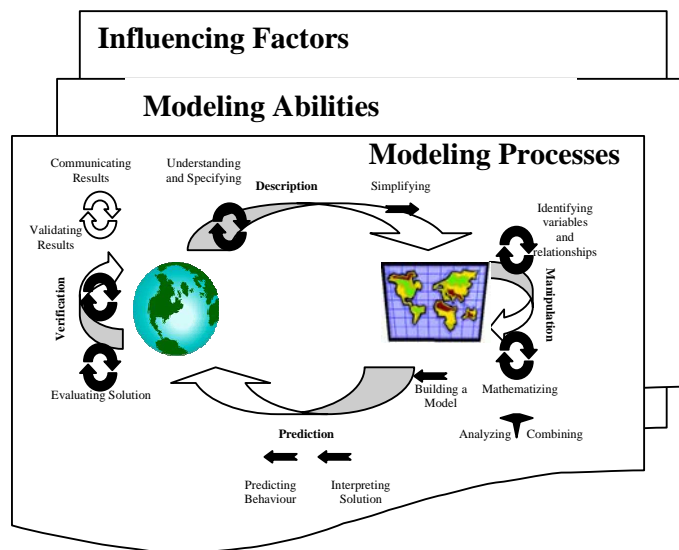 Influencing Factors
Modeling Abilities
Modeling Processes
Communicating
Results
Understanding
and Specifying
Description
Simplifying
Identifying
variables
and
relationships
Validating
Results
Verification
Manipulation
Evaluating Solution
Building a
Model
Mathematizing
Prediction
Analyzing
Combining
Predicting
Behaviour
Interpreting
Solution